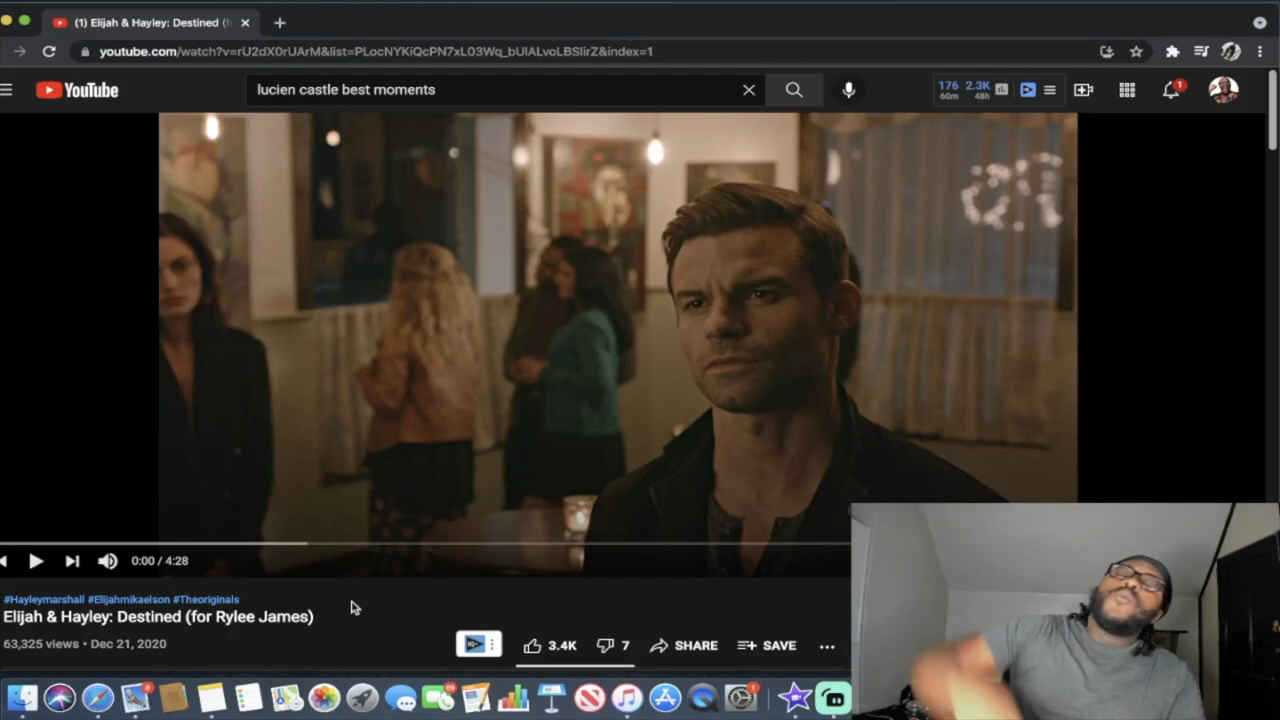 (1) Elijah & Hayley: Destined (f
youtube.com/watch?v=rU2dX0rUArM&list=PLocNYKiQcPN7xL03Wq_bUIALvoLBSIirZ&index=1
YouTube
lucien castle best moments
176 2.3K
60m 48h
1
0:00 / 4:28
#Hayleymarshall #Elijahmikaelson #Theoriginals
Elijah & Hayley: Destined (for Rylee James)
63,325 views • Dec 21, 2020
3.4K
7
SHARE
SAVE